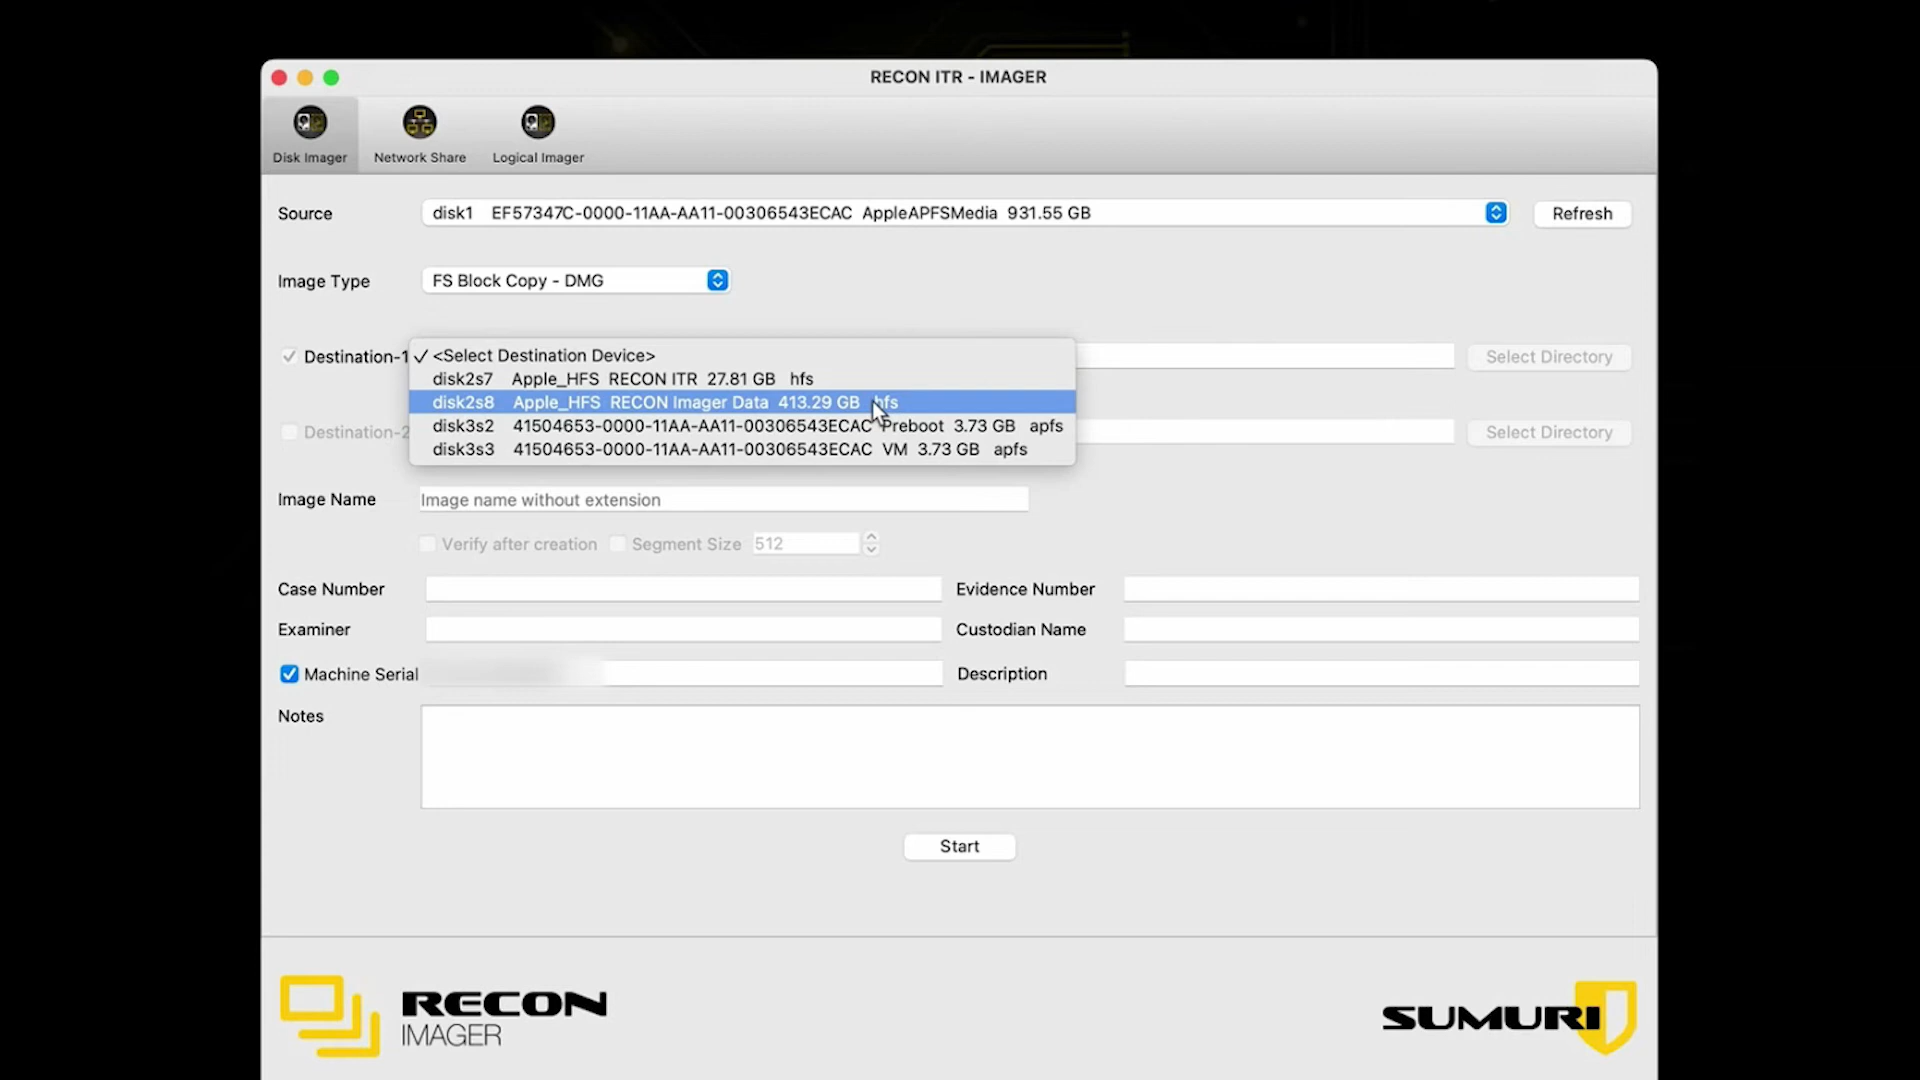 RECON ITR - IMAGER
Disk Imager
Network Share
Logical Imager
Source
disk1 EF57347C-0000-11AA-AA11-00306543ECAC AppleAPFSMedia 931.55 GB
Refresh
Image Type
FS Block Copy - DMG
Destination-1
✓ <Select Destination Device>
Select Directory
disk2s7 Apple_HFS RECON ITR 27.81 GB hfs
disk2s8 Apple_HFS RECON Imager Data 413.29 GB hfs
disk3s2 41504653-0000-11AA-AA11-00306543ECAC Preboot 3.73 GB apfs
disk3s3 41504653-0000-11AA-AA11-00306543ECAC VM 3.73 GB apfs
Destination-2
Select Directory
Image Name
Image name without extension
Verify after creation
Segment Size
512
Case Number
Evidence Number
Examiner
Custodian Name
Machine Serial
Description
Notes
Start
RECON
IMAGER
SUMURI